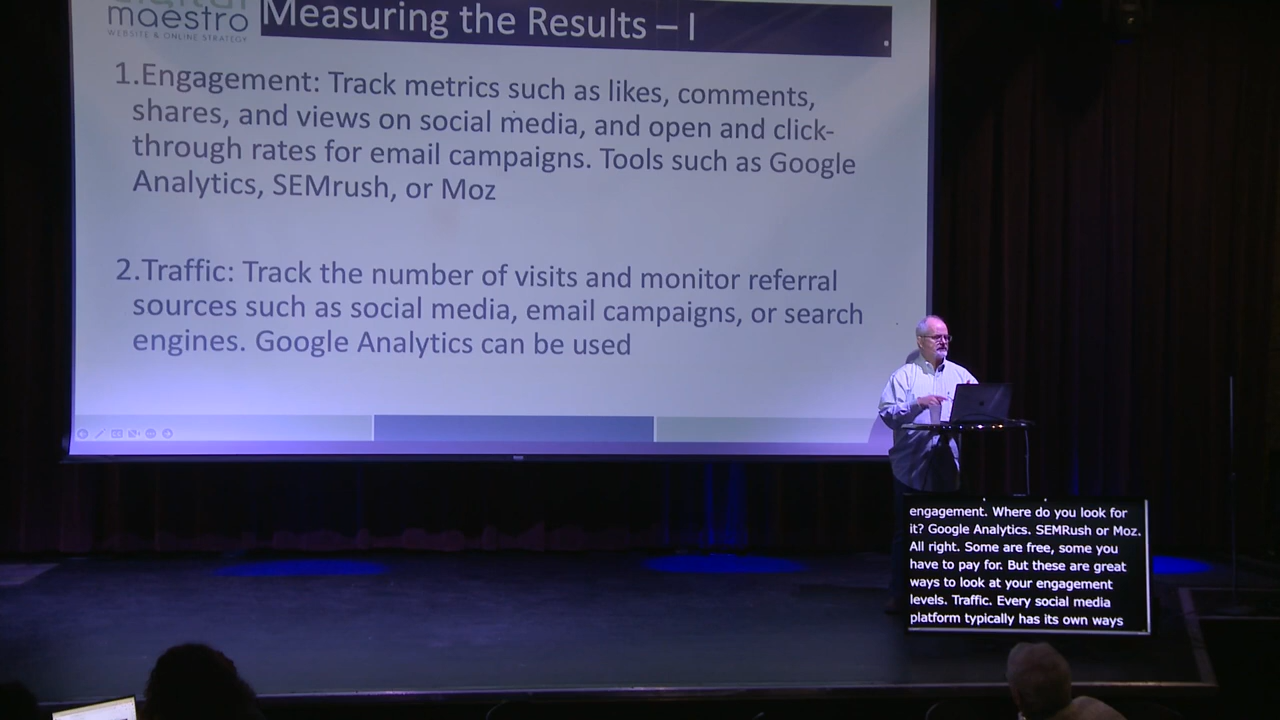 digital
maestro
WEBSITE & ONLINE STRATEGY
Measuring the Results – I
1.Engagement: Track metrics such as likes, comments,
shares, and views on social media, and open and click-
through rates for email campaigns. Tools such as Google
Analytics, SEMrush, or Moz
2.Traffic: Track the number of visits and monitor referral
sources such as social media, email campaigns, or search
engines. Google Analytics can be used
engagement. Where do you look for
it? Google Analytics. SEMRush or Moz.
All right. Some are free, some you
have to pay for. But these are great
ways to look at your engagement
levels. Traffic. Every social media
platform typically has its own ways